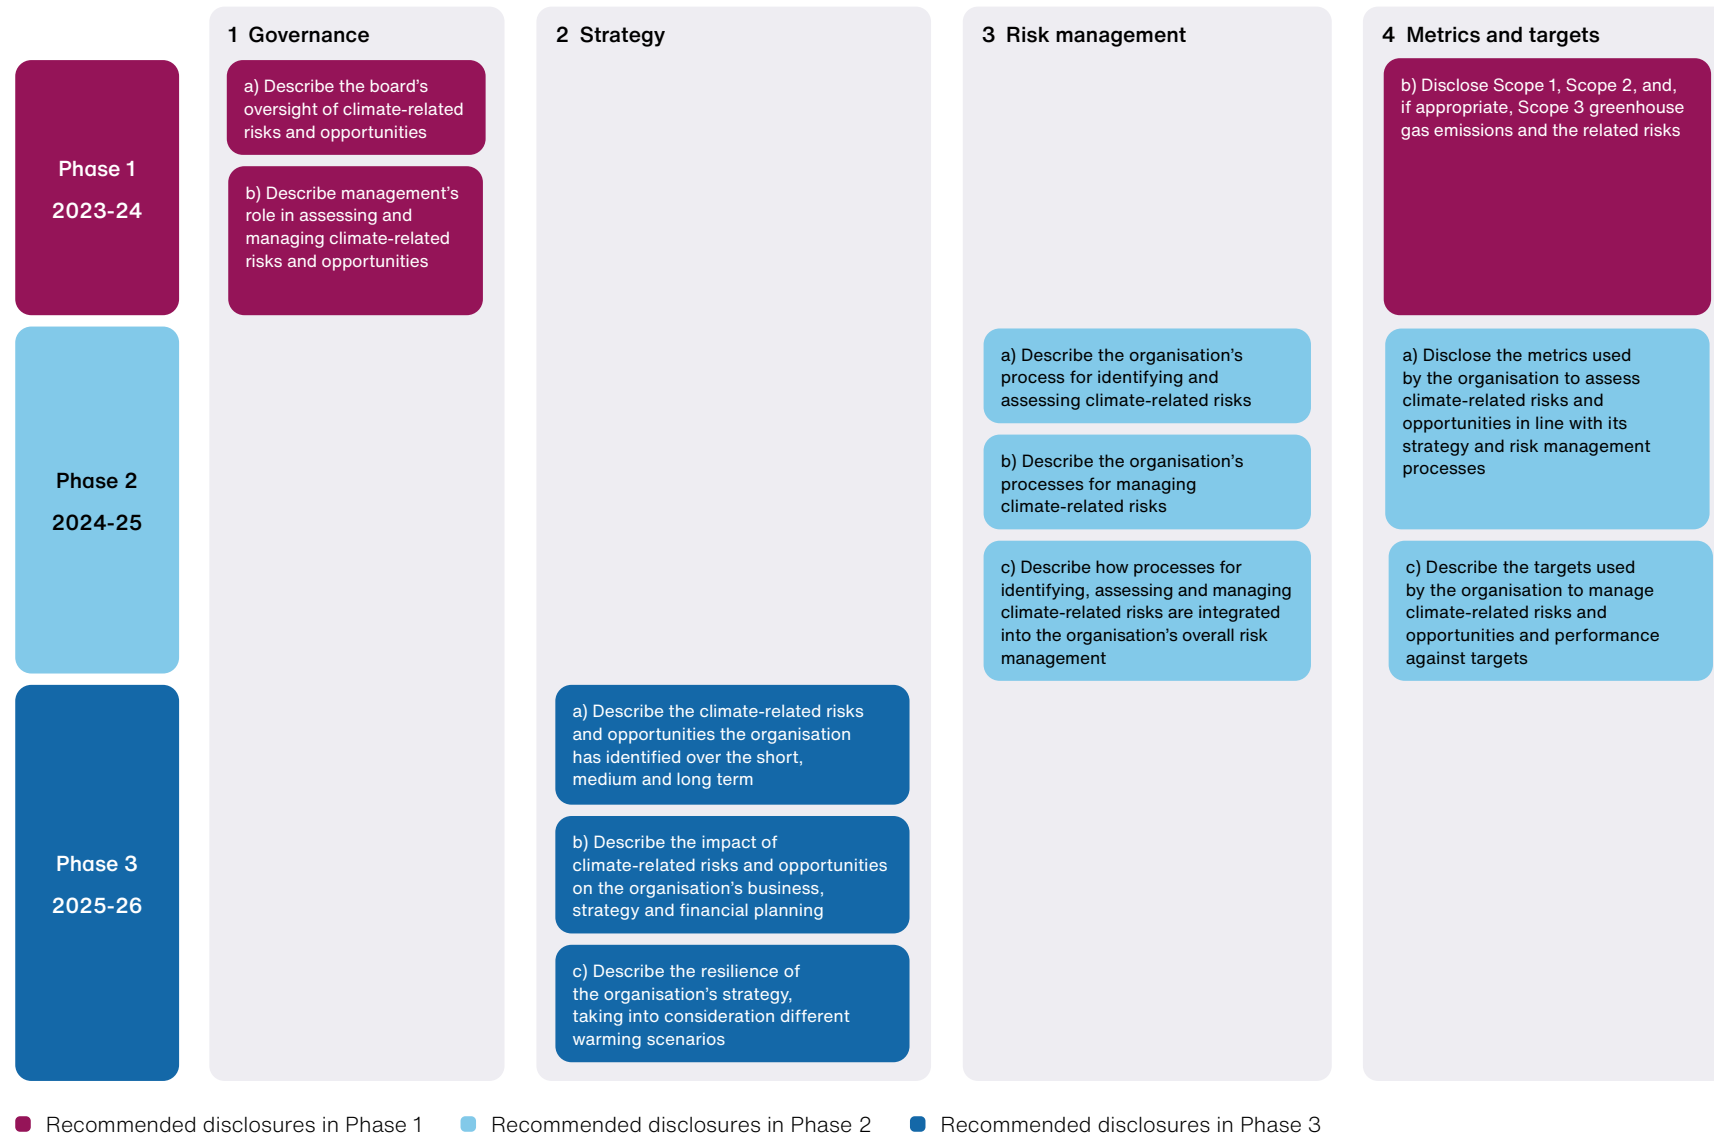 1 Governance
2 Strategy
3 Risk management
4 Metrics and targets
Phase 1
2023-24
a) Describe the board’s
oversight of climate-related
risks and opportunities
b) Describe management’s
role in assessing and
managing climate-related
risks and opportunities
b) Disclose Scope 1, Scope 2, and,
if appropriate, Scope 3 greenhouse
gas emissions and the related risks
Phase 2
2024-25
a) Describe the organisation’s
process for identifying and
assessing climate-related risks
b) Describe the organisation’s
processes for managing
climate-related risks
c) Describe how processes for
identifying, assessing and managing
climate-related risks are integrated
into the organisation’s overall risk
management
a) Disclose the metrics used
by the organisation to assess
climate-related risks and
opportunities in line with its
strategy and risk management
processes
c) Describe the targets used
by the organisation to manage
climate-related risks and
opportunities and performance
against targets
Phase 3
2025-26
a) Describe the climate-related risks
and opportunities the organisation
has identified over the short,
medium and long term
b) Describe the impact of
climate-related risks and opportunities
on the organisation’s business,
strategy and financial planning
c) Describe the resilience of
the organisation’s strategy,
taking into consideration different
warming scenarios
Recommended disclosures in Phase 1
Recommended disclosures in Phase 2
Recommended disclosures in Phase 3